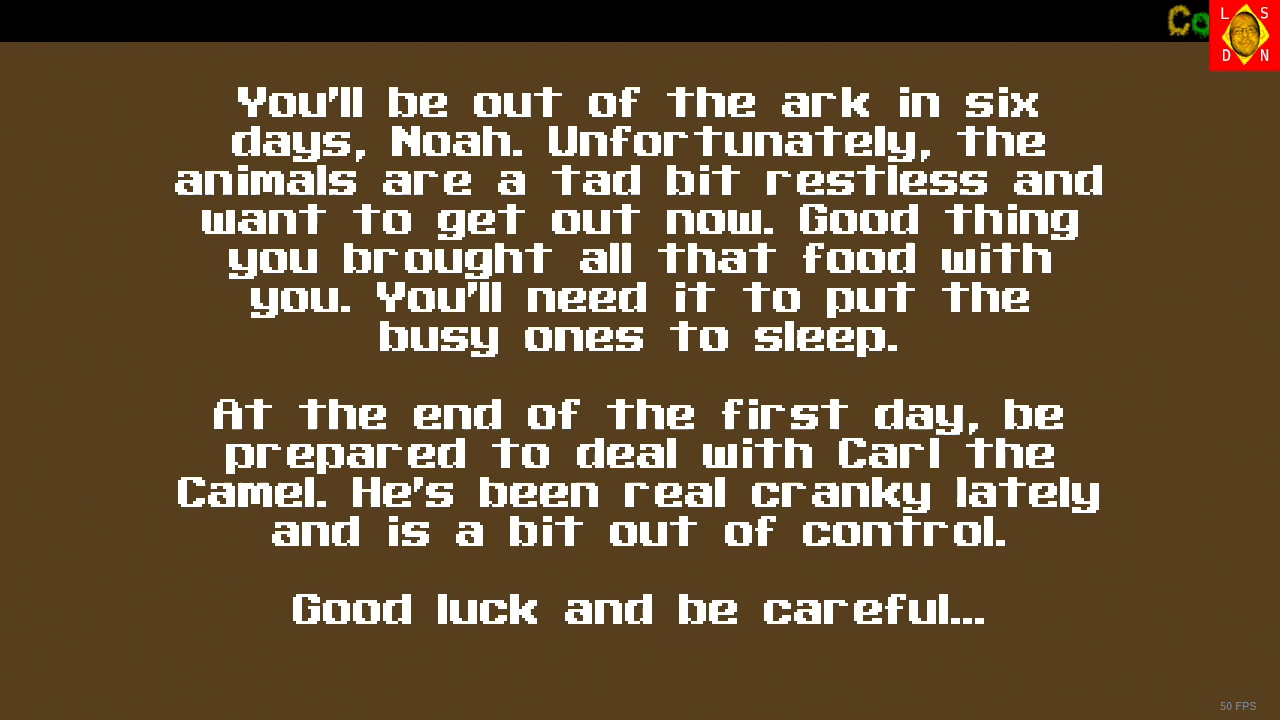 Co
L S
D N
You'll be out of the ark in six
days, Noah. Unfortunately, the
animals are a tad bit restless and
want to get out now. Good thing
you brought all that food with
you. You'll need it to put the
busy ones to sleep.
At the end of the first day, be
prepared to deal with Carl the
Camel. He's been real cranky lately
and is a bit out of control.
Good luck and be careful...
50 FPS